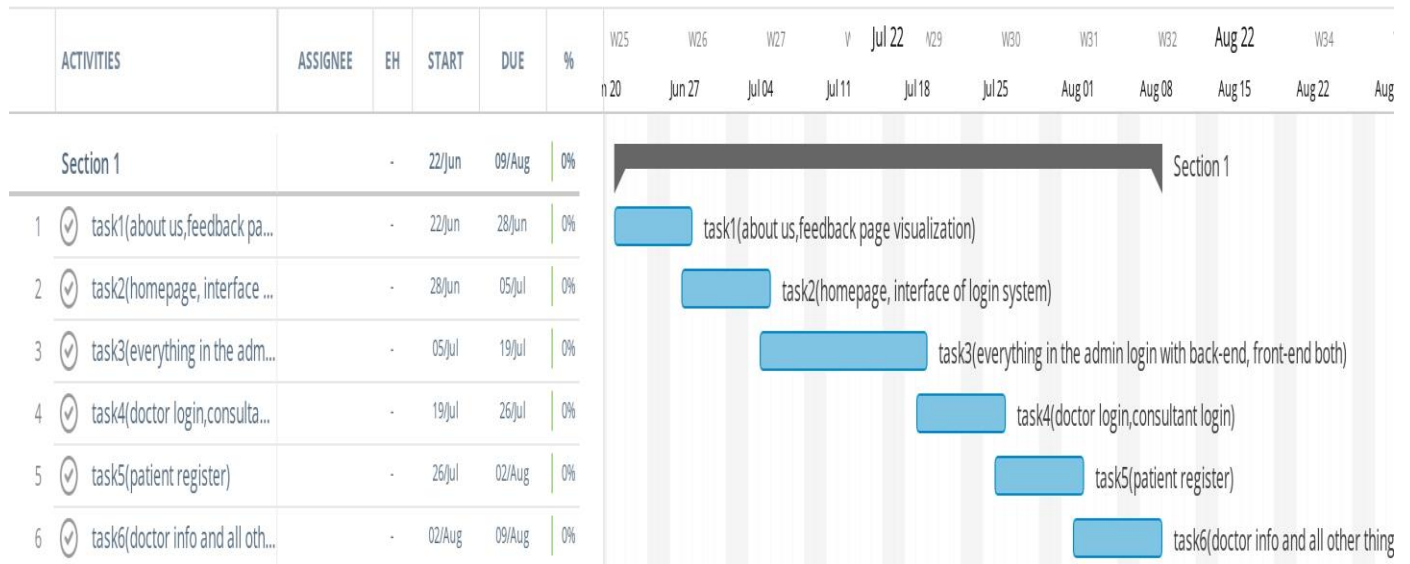 W25 W26 W27 W Jul 22 W29 W30 W31 W32 Aug 22 W34
ACTIVITIES ASSIGNEE EH START DUE %
n 20 Jun 27 Jul 04 Jul 11 Jul 18 Jul 25 Aug 01 Aug 08 Aug 15 Aug 22 Aug
Section 1 - 22/Jun 09/Aug 0% Section 1
1 task1(about us,feedback pa... - 22/Jun 28/Jun 0% task1(about us,feedback page visualization)
2 task2(homepage, interface ... - 28/Jun 05/Jul 0% task2(homepage, interface of login system)
3 task3(everything in the adm... - 05/Jul 19/Jul 0% task3(everything in the admin login with back-end, front-end both)
4 task4(doctor login,consulta... - 19/Jul 26/Jul 0% task4(doctor login,consultant login)
5 task5(patient register) - 26/Jul 02/Aug 0% task5(patient register)
6 task6(doctor info and all oth... - 02/Aug 09/Aug 0% task6(doctor info and all other thing